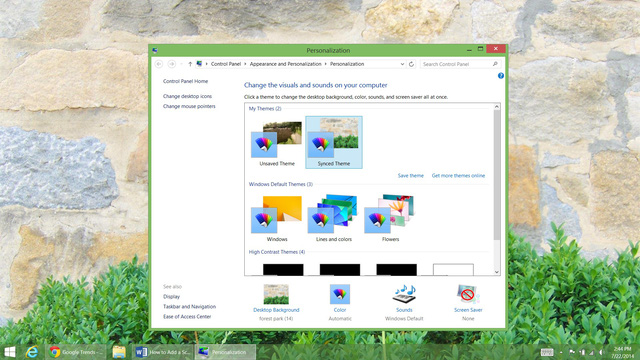 Personalization
Control Panel
Appearance and Personalization
Personalization
Search Control Panel
Control Panel Home
Change desktop icons
Change mouse pointers
Change the visuals and sounds on your computer
Click a theme to change the desktop background, color, sounds, and screen saver all at once.
My Themes (2)
Unsaved Theme
Synced Theme
Save theme
Get more themes online
Windows Default Themes (3)
Windows
Lines and colors
Flowers
High Contrast Themes (4)
See also
Display
Taskbar and Navigation
Ease of Access Center
Desktop Background
forest park (14)
Color
Automatic
Sounds
Windows Default
Screen Saver
None
Google Trends -...
How to Add a Sc...
Personalization
2:44 PM